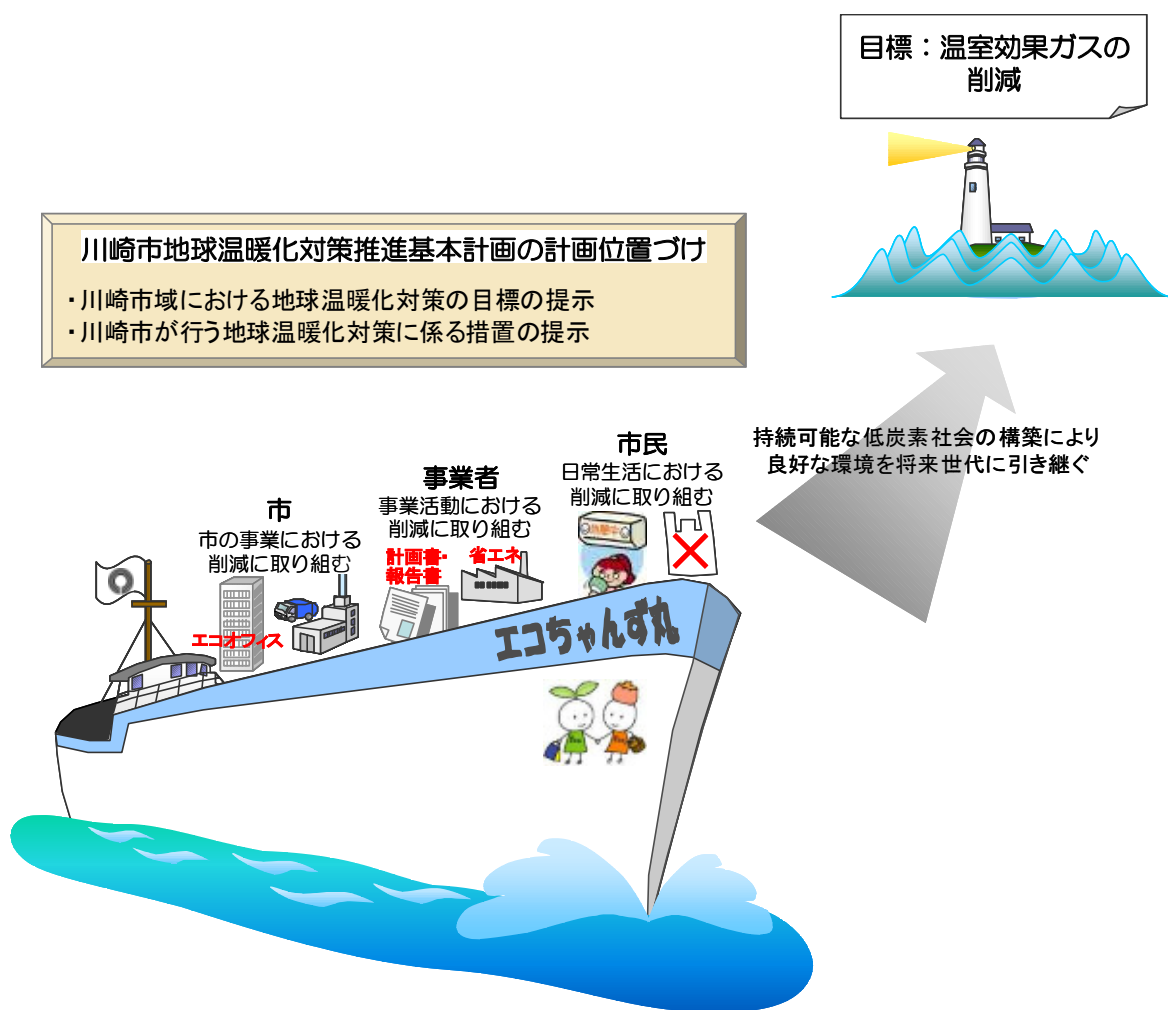 目標:温室効果ガスの
削減
川崎市地球温暖化対策推進基本計画の計画位置づけ
・川崎市域における地球温暖化対策の目標の提示
・川崎市が行う地球温暖化対策に係る措置の提示
持続可能な低炭素社会の構築により
良好な環境を将来世代に引き継ぐ
市
市の事業における
削減に取り組む
エコオフィス
事業者
事業活動における
削減に取り組む
計画書・
報告書
省エネ
市民
日常生活における
削減に取り組む
エコちゃんず丸